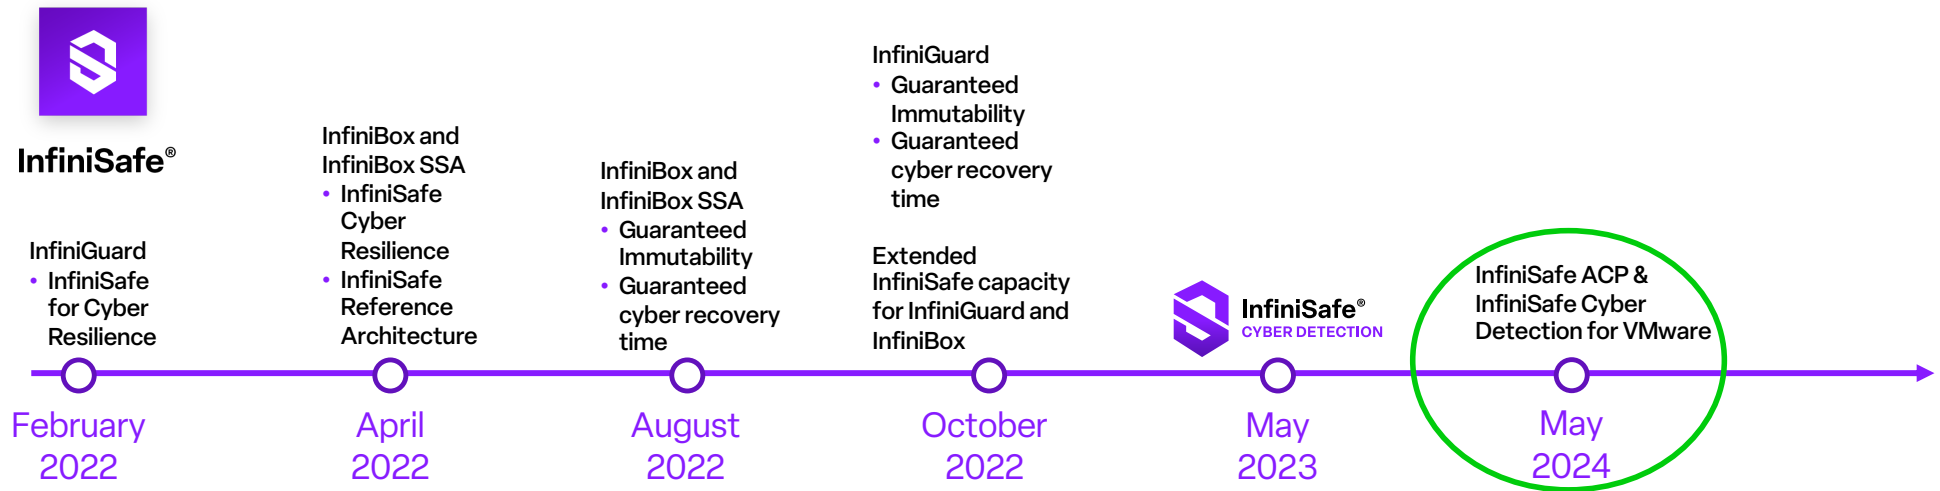 InfiniSafe®
InfiniGuard
• InfiniSafe
for Cyber
Resilience
February
2022
InfiniBox and
InfiniBox SSA
• InfiniSafe
Cyber
Resilience
• InfiniSafe
Reference
Architecture
April
2022
InfiniBox and
InfiniBox SSA
• Guaranteed
Immutability
• Guaranteed
cyber recovery
time
August
2022
InfiniGuard
• Guaranteed
Immutability
• Guaranteed
cyber recovery
time
Extended
InfiniSafe capacity
for InfiniGuard and
InfiniBox
October
2022
InfiniSafe®
CYBER DETECTION
May
2023
InfiniSafe ACP &
InfiniSafe Cyber
Detection for VMware
May
2024